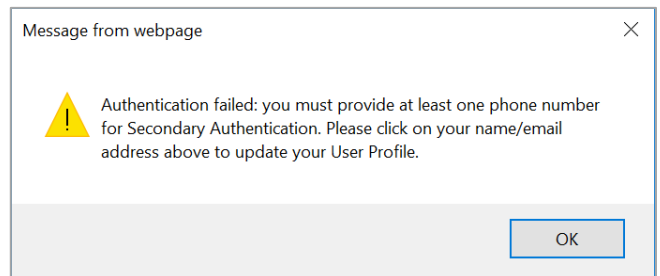 Message from webpage
Authentication failed: you must provide at least one phone number
for Secondary Authentication. Please click on your name/email
address above to update your User Profile.
OK